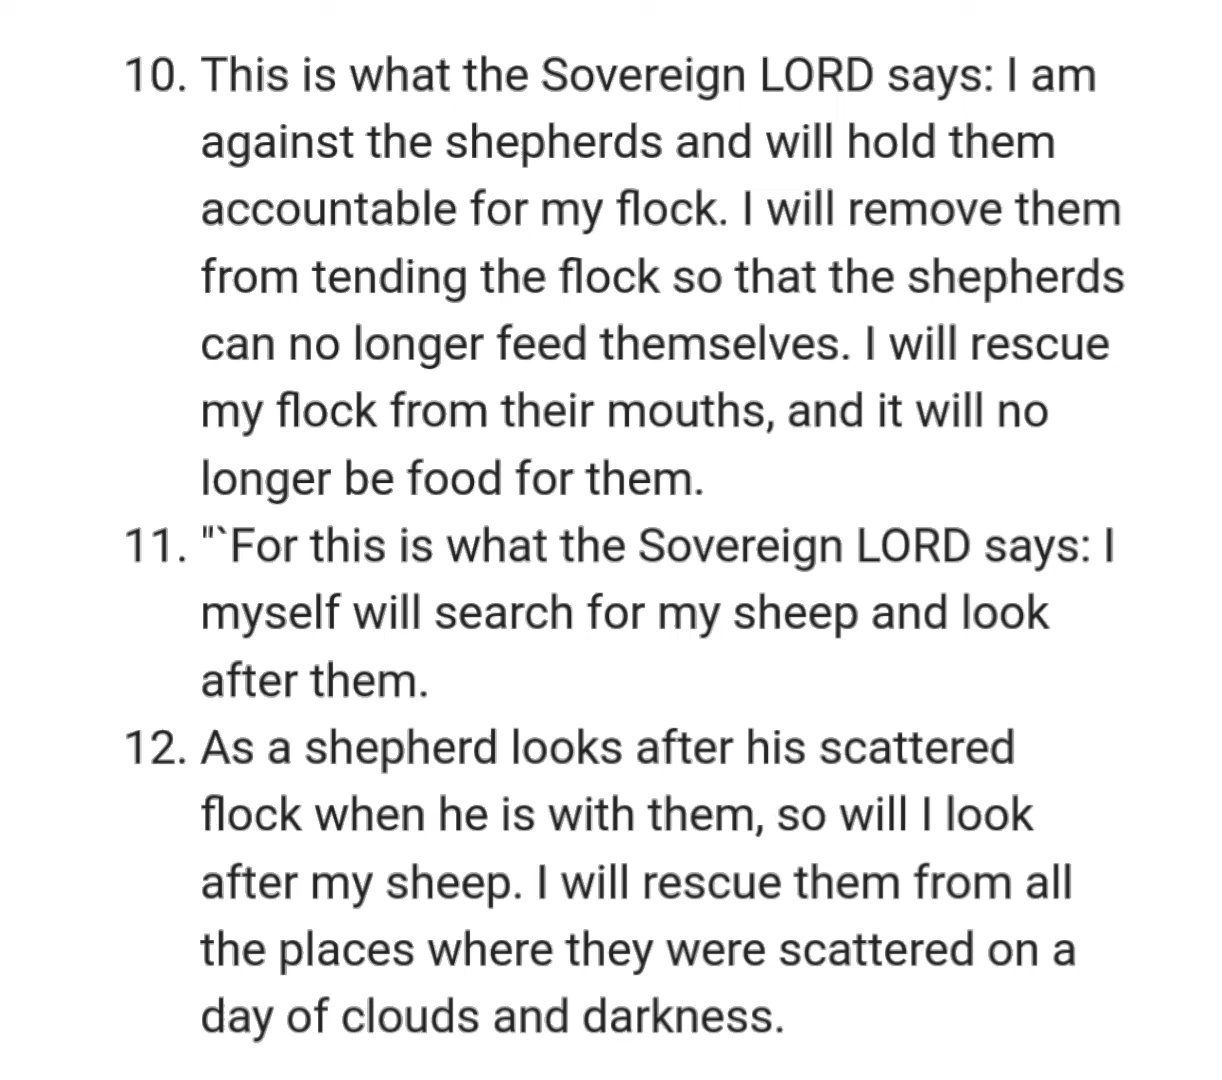 10. This is what the Sovereign LORD says: I am
against the shepherds and will hold them
accountable for my flock. I will remove them
from tending the flock so that the shepherds
can no longer feed themselves. I will rescue
my flock from their mouths, and it will no
longer be food for them.
11. "`For this is what the Sovereign LORD says: I
myself will search for my sheep and look
after them.
12. As a shepherd looks after his scattered
flock when he is with them, so will I look
after my sheep. I will rescue them from all
the places where they were scattered on a
day of clouds and darkness.